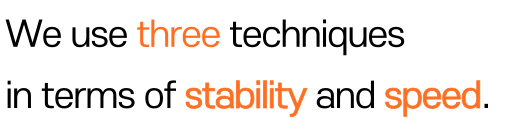 We use three techniques
in terms of stability and speed.